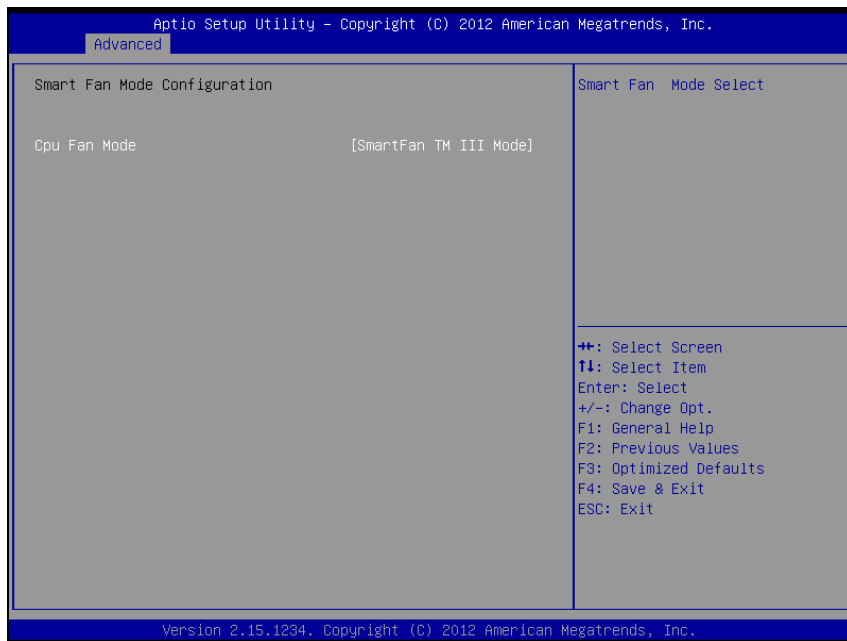 Aptio Setup Utility – Copyright (C) 2012 American Megatrends, Inc.
Advanced
Smart Fan Mode Configuration
Cpu Fan Mode [SmartFan TM III Mode]
Smart Fan  Mode Select
→←: Select Screen
↑↓: Select Item
Enter: Select
+/-: Change Opt.
F1: General Help
F2: Previous Values
F3: Optimized Defaults
F4: Save & Exit
ESC: Exit
Version 2.15.1234. Copyright (C) 2012 American Megatrends, Inc.